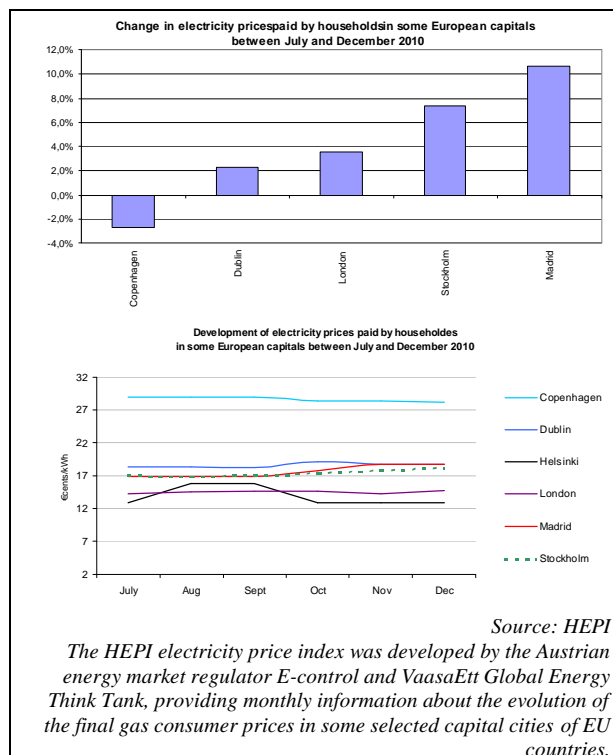 Change in electricity pricespaid by householdsin some European capitals
between July and December 2010
12,0%
10,0%
8,0%
6,0%
4,0%
2,0%
0,0%
-2,0%
-4,0%
Copenhagen
Dublin
London
Stockholm
Madrid
Development of electricity prices paid by householdes
in some European capitals between July and December 2010
€cents/kWh
32
27
22
17
12
7
2
July Aug Sept Oct Nov Dec
Copenhagen
Dublin
Helsinki
London
Madrid
Stockholm
Source: HEPI
The HEPI electricity price index was developed by the Austrian
energy market regulator E-control and VaasaEtt Global Energy
Think Tank, providing monthly information about the evolution of
the final gas consumer prices in some selected capital cities of EU
countries.